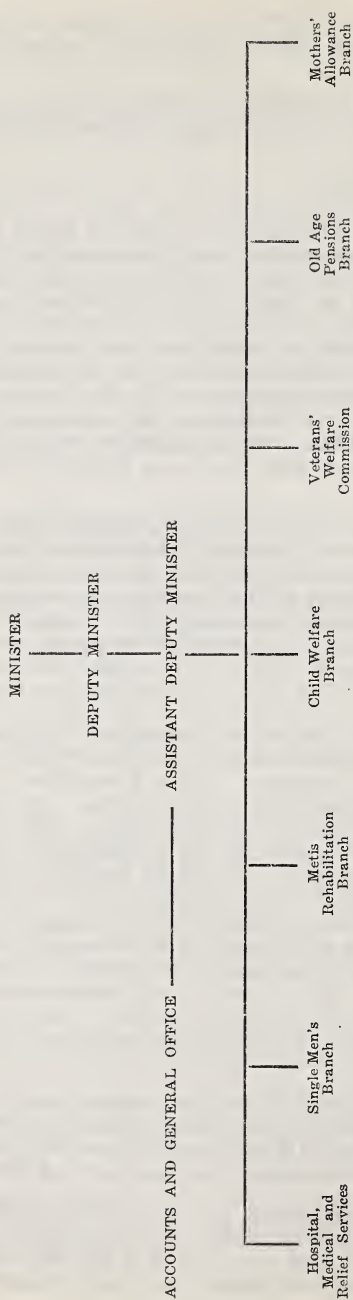 MINISTER
DEPUTY MINISTER
ACCOUNTS AND GENERAL OFFICE
ASSISTANT DEPUTY MINISTER
Hospital,
Medical and
Relief Services
Single Men's
Branch
Metis
Rehabilitation
Branch
Child Welfare
Branch
Veterans'
Welfare
Commission
Old Age
Pensions
Branch
Mothers'
Allowance
Branch